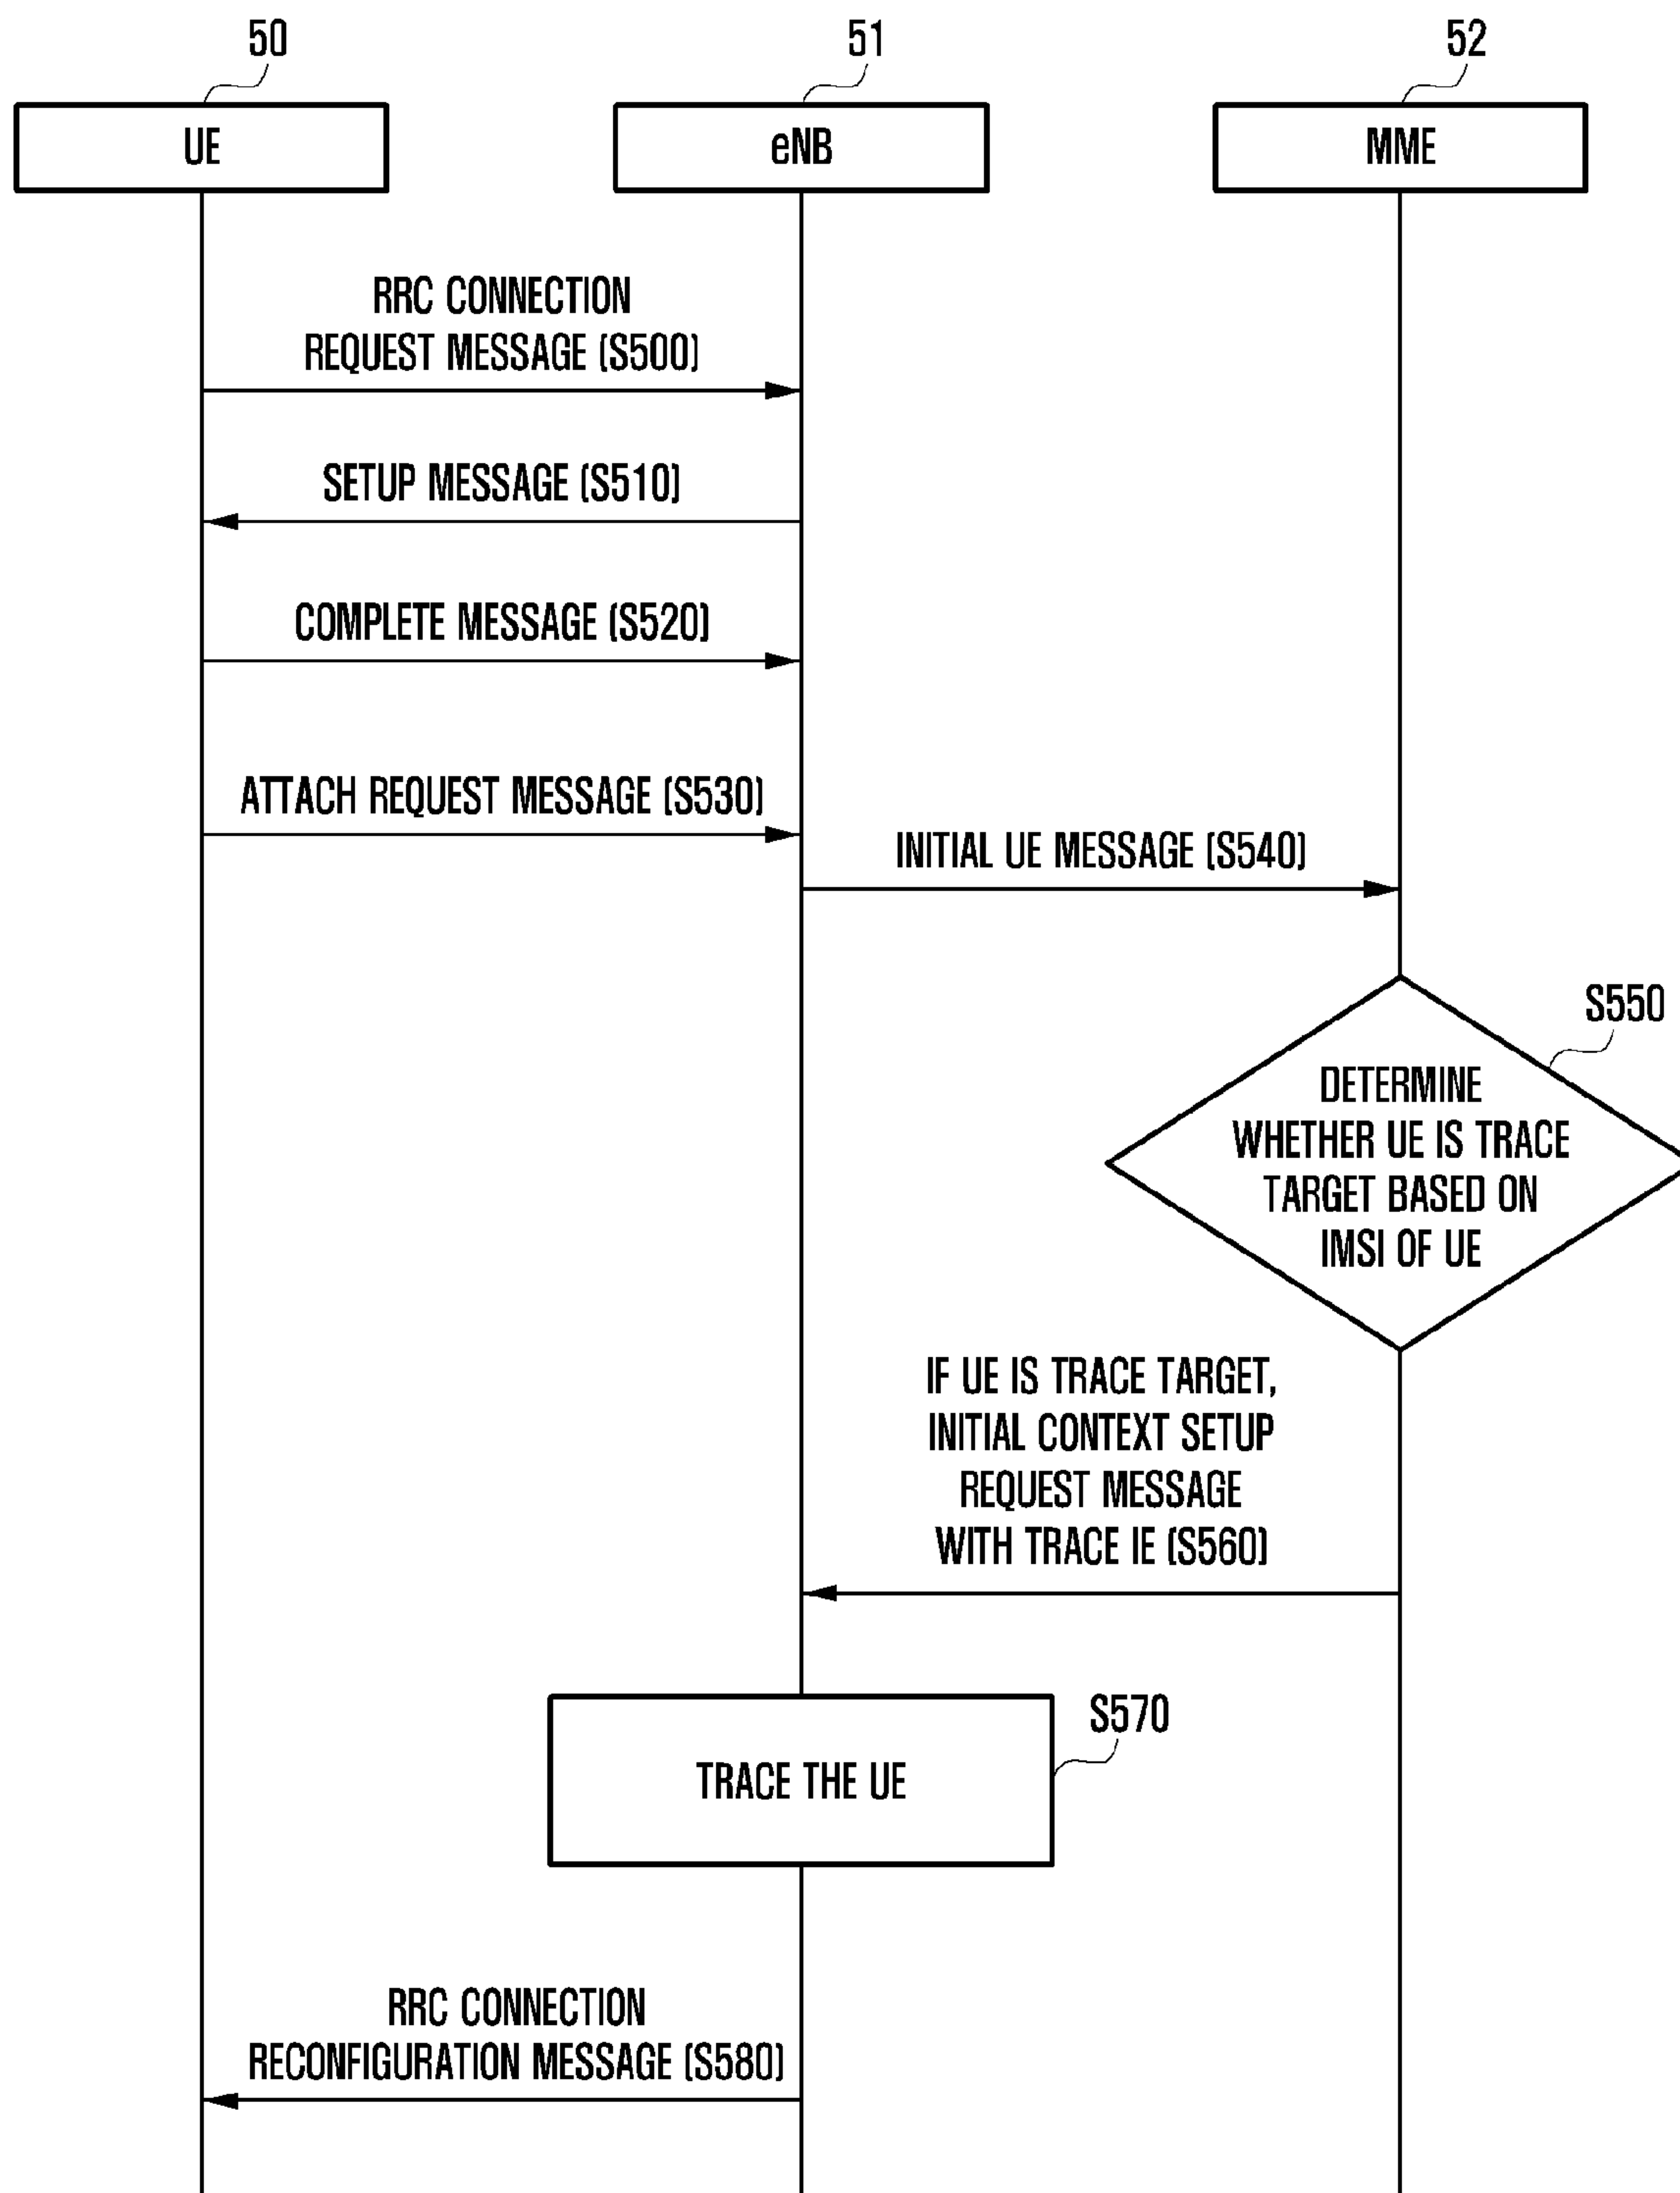 50
51
52
UE
eNB
MME
RRC CONNECTION
REQUEST MESSAGE (S500)
SETUP MESSAGE (S510)
COMPLETE MESSAGE (S520)
ATTACH REQUEST MESSAGE (S530)
INITIAL UE MESSAGE (S540)
S550
DETERMINE
WHETHER UE IS TRACE
TARGET BASED ON
IMSI OF UE
IF UE IS TRACE TARGET,
INITIAL CONTEXT SETUP
REQUEST MESSAGE
WITH TRACE IE (S560)
S570
TRACE THE UE
RRC CONNECTION
RECONFIGURATION MESSAGE (S580)